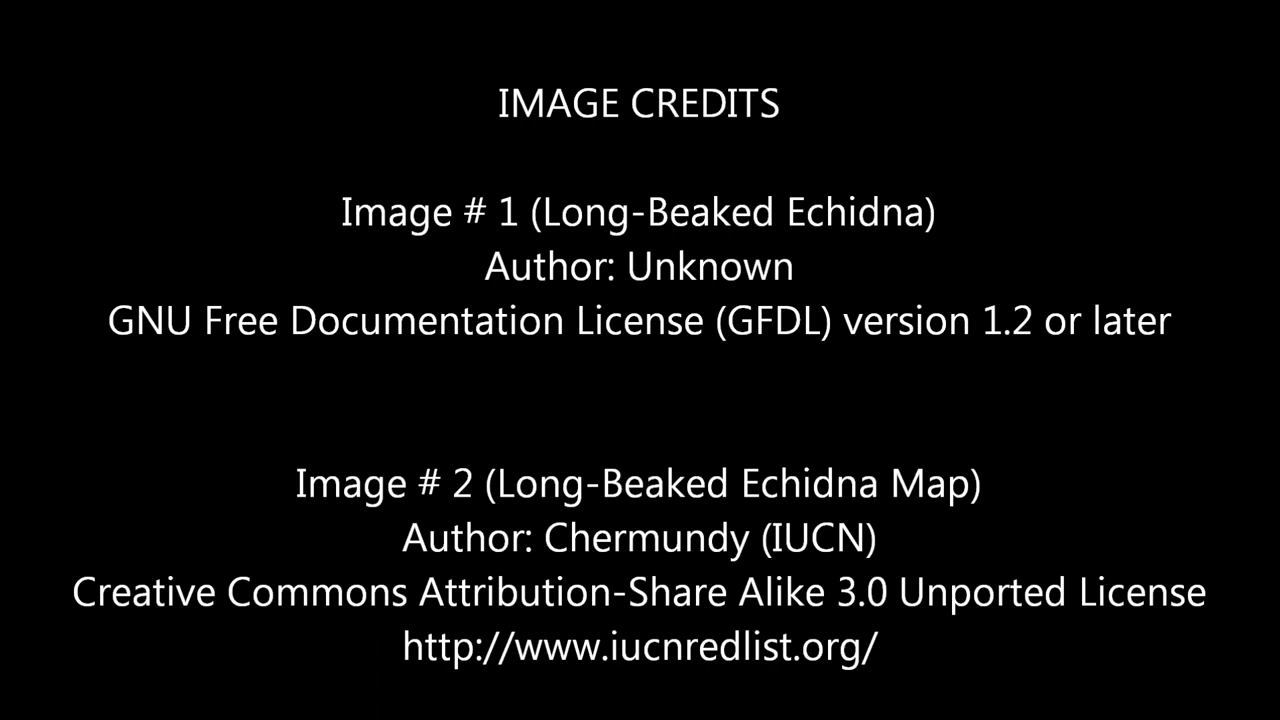 IMAGE CREDITS
Image # 1 (Long-Beaked Echidna)
Author: Unknown
GNU Free Documentation License (GFDL) version 1.2 or later
Image # 2 (Long-Beaked Echidna Map)
Author: Chermundy (IUCN)
Creative Commons Attribution-Share Alike 3.0 Unported License
http://www.iucnredlist.org/